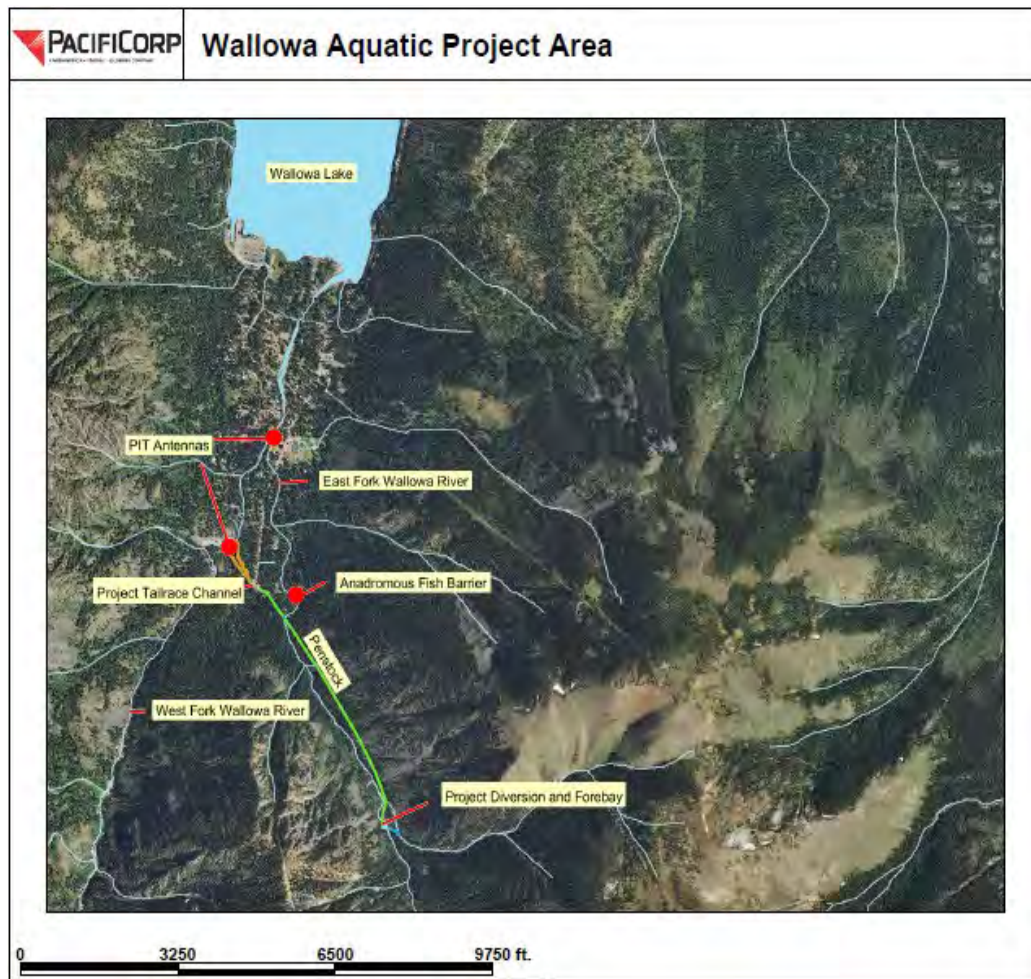 PACIFICORP
Wallowa Aquatic Project Area
Wallowa Lake
PIT Antennas
East Fork Wallowa River
Project Tailrace Channel
Anadromous Fish Barrier
Penstock
West Fork Wallowa River
Project Diversion and Forebay
0 3250 6500 9750 ft.